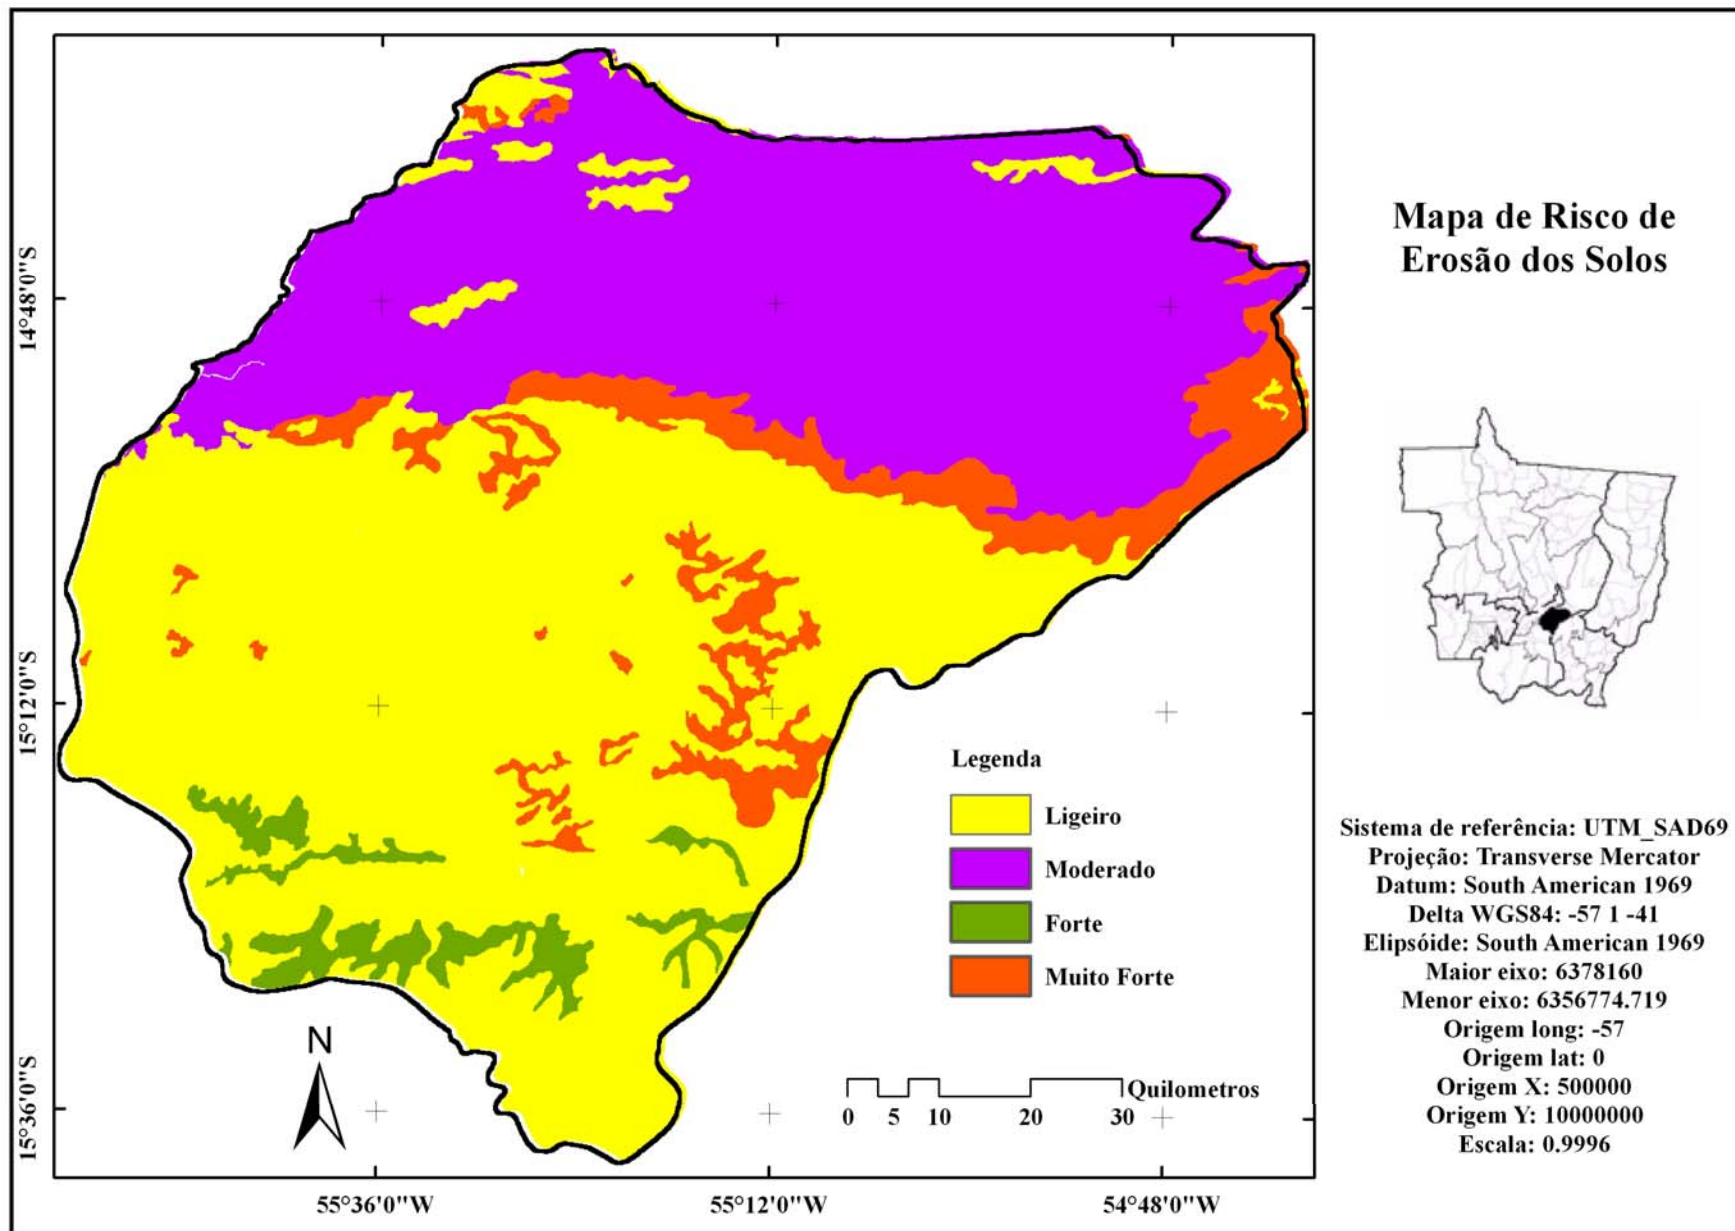 Mapa de Risco de
Erosão dos Solos
14°48'0"S
15°12'0"S
15°36'0"S
55°36'0"W
55°12'0"W
54°48'0"W
N
Legenda
Ligeiro
Moderado
Forte
Muito Forte
Quilometros
0 5 10 20 30
Sistema de referência: UTM_SAD69
Projeção: Transverse Mercator
Datum: South American 1969
Delta WGS84: -57 1 -41
Elipsóide: South American 1969
Maior eixo: 6378160
Menor eixo: 6356774.719
Origem long: -57
Origem lat: 0
Origem X: 500000
Origem Y: 10000000
Escala: 0.9996